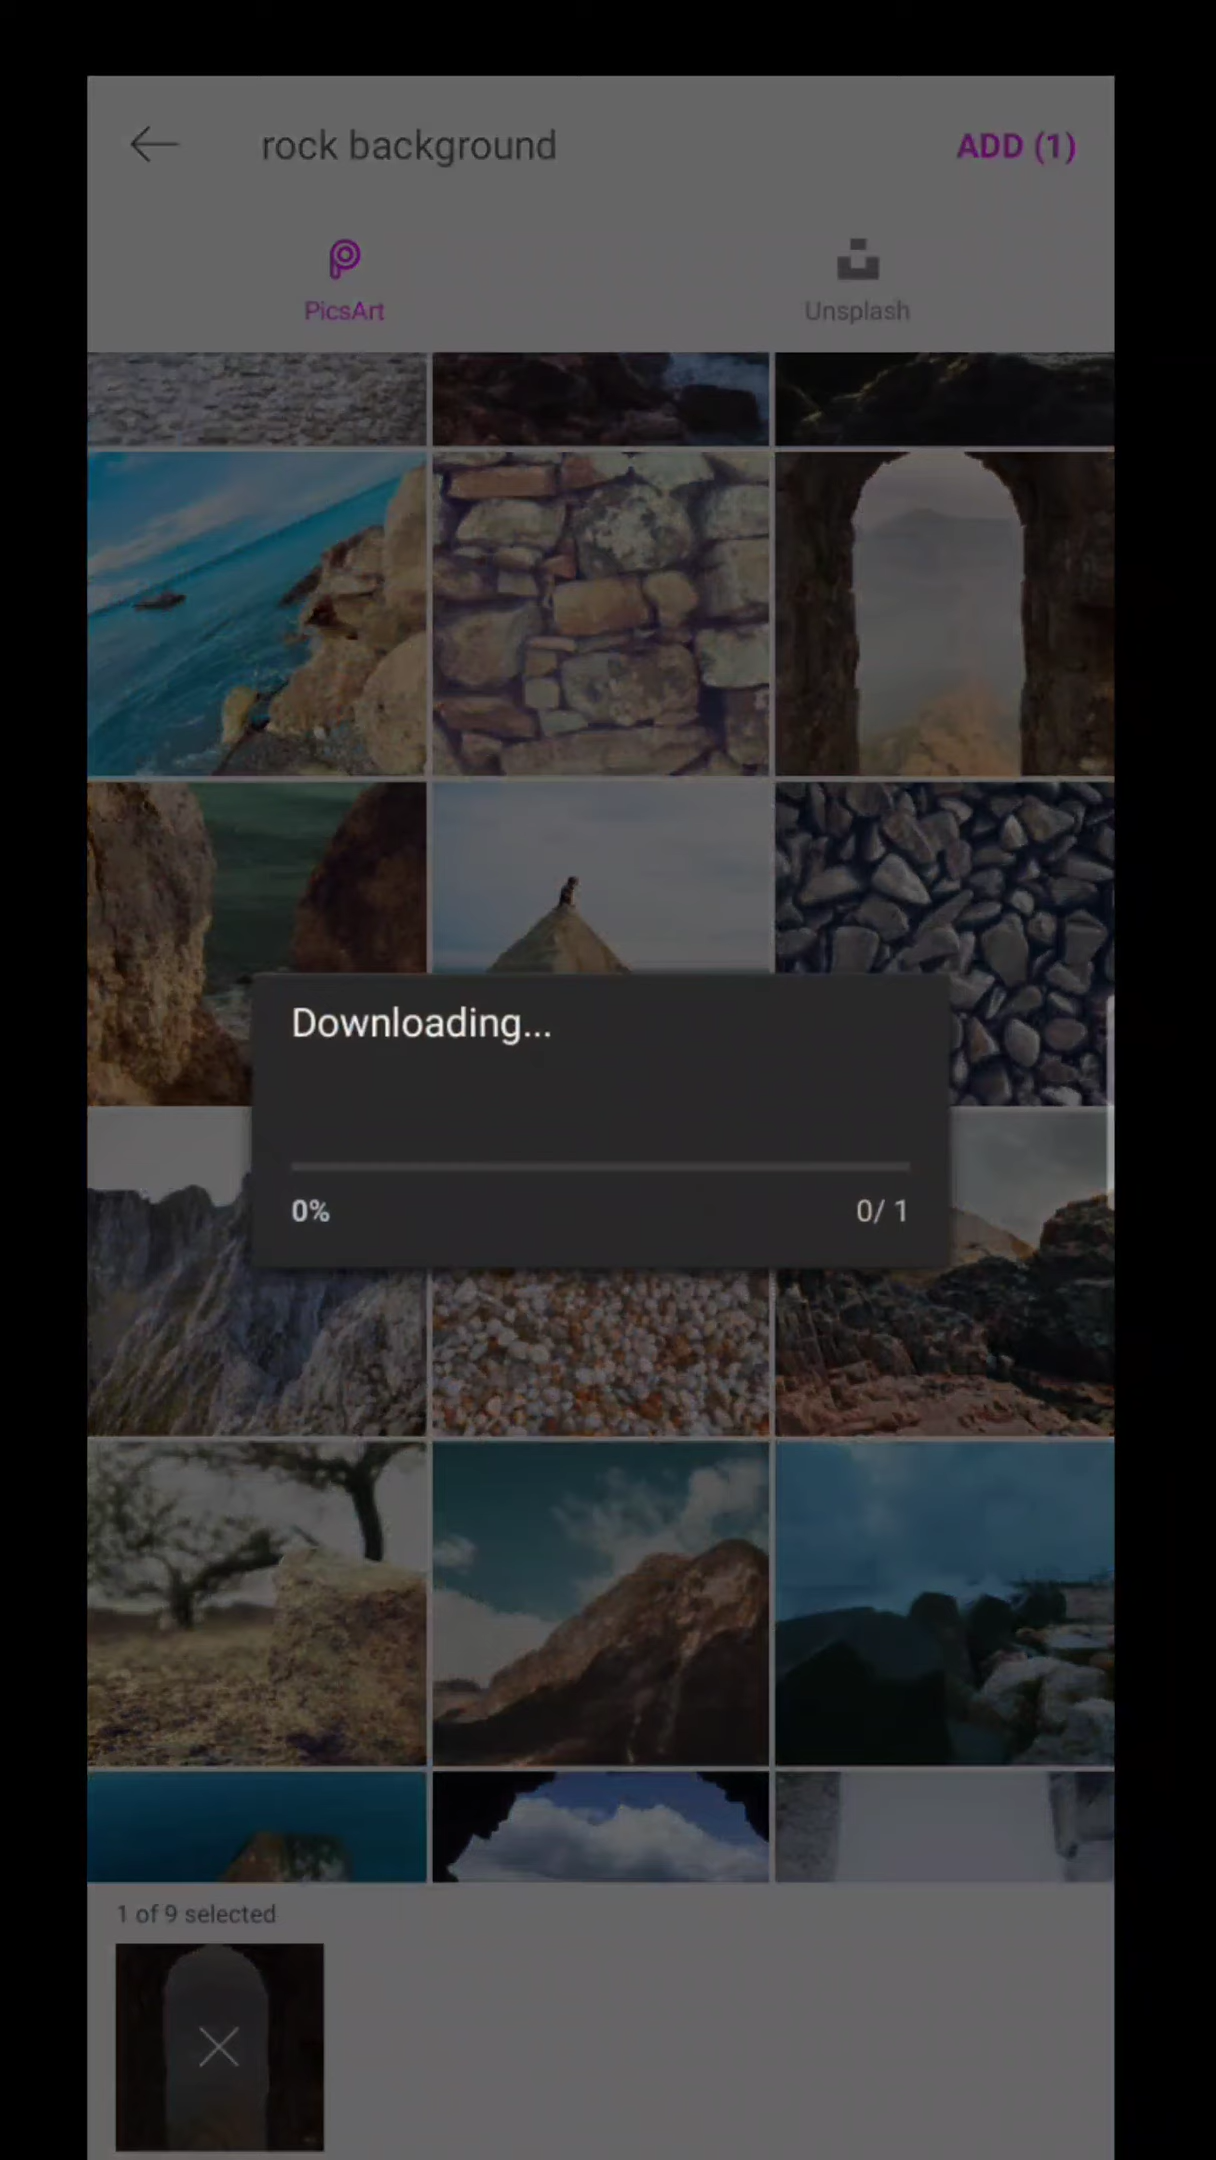 rock background
ADD (1)
PicsArt
Unsplash
Downloading...
0%
0/ 1
1 of 9 selected